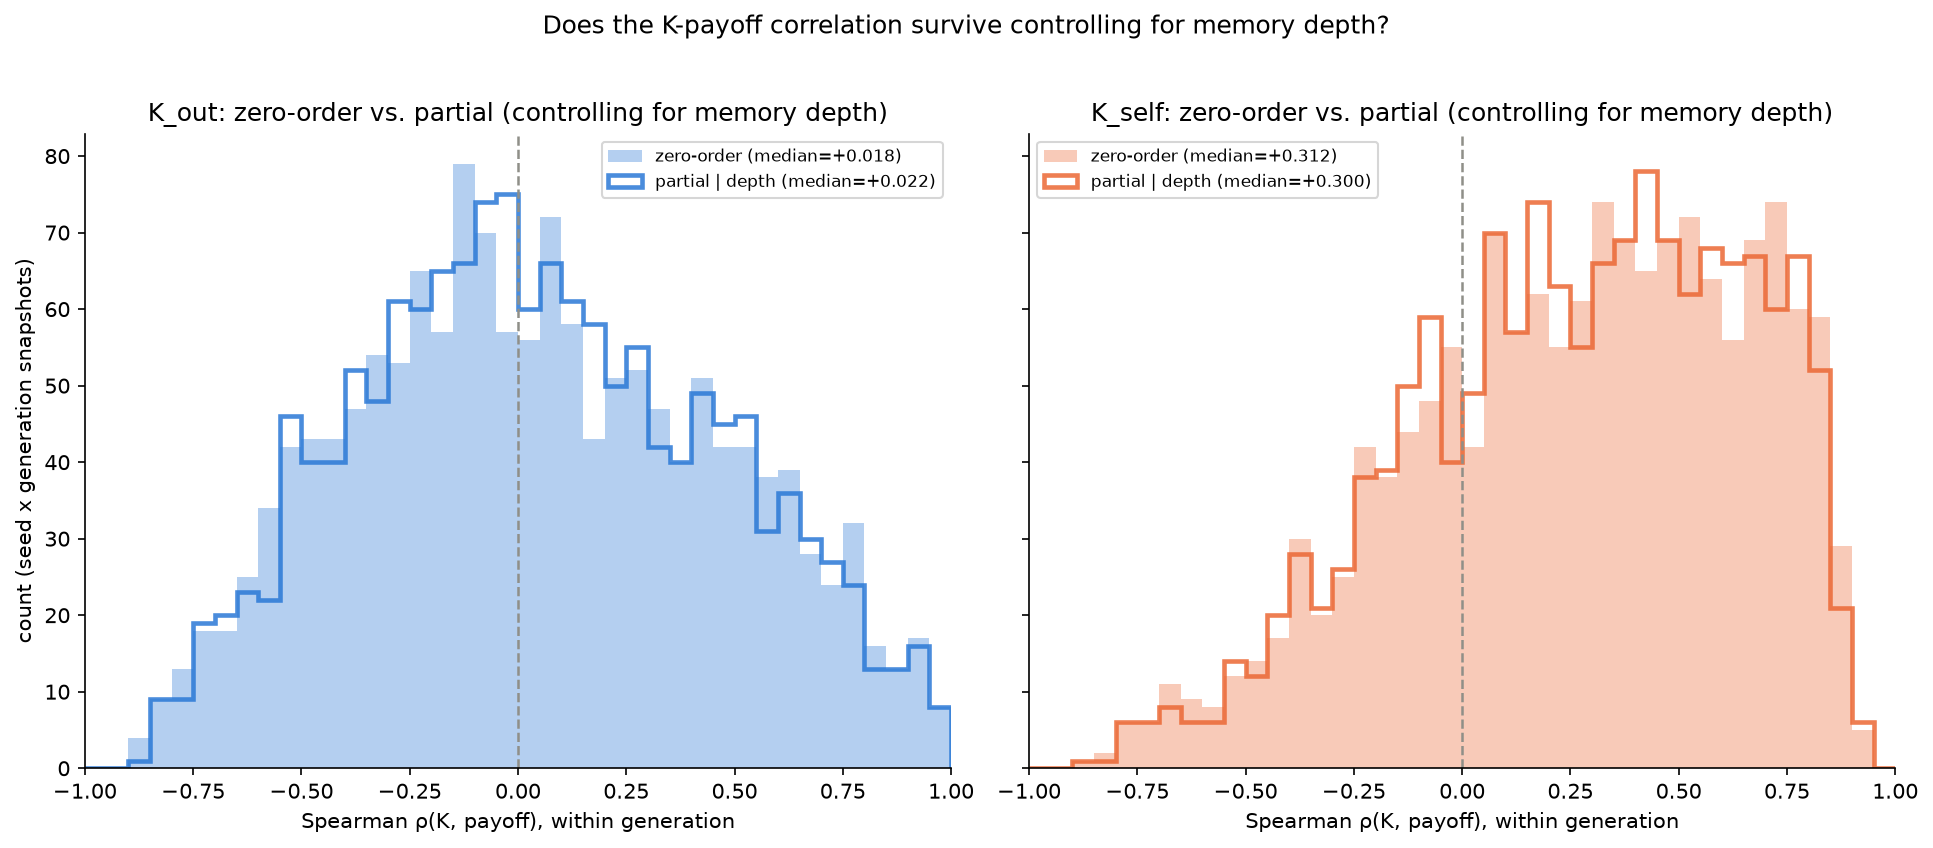 Does the K-payoff correlation survive controlling for memory depth?
K_out: zero-order vs. partial (controlling for memory depth)
zero-order (median=+0.018)
partial | depth (median=+0.022)
count (seed x generation snapshots)
80
70
60
50
40
30
20
10
0
−1.00 −0.75 −0.50 −0.25 0.00 0.25 0.50 0.75 1.00
Spearman ρ(K, payoff), within generation
K_self: zero-order vs. partial (controlling for memory depth)
zero-order (median=+0.312)
partial | depth (median=+0.300)
−1.00 −0.75 −0.50 −0.25 0.00 0.25 0.50 0.75 1.00
Spearman ρ(K, payoff), within generation